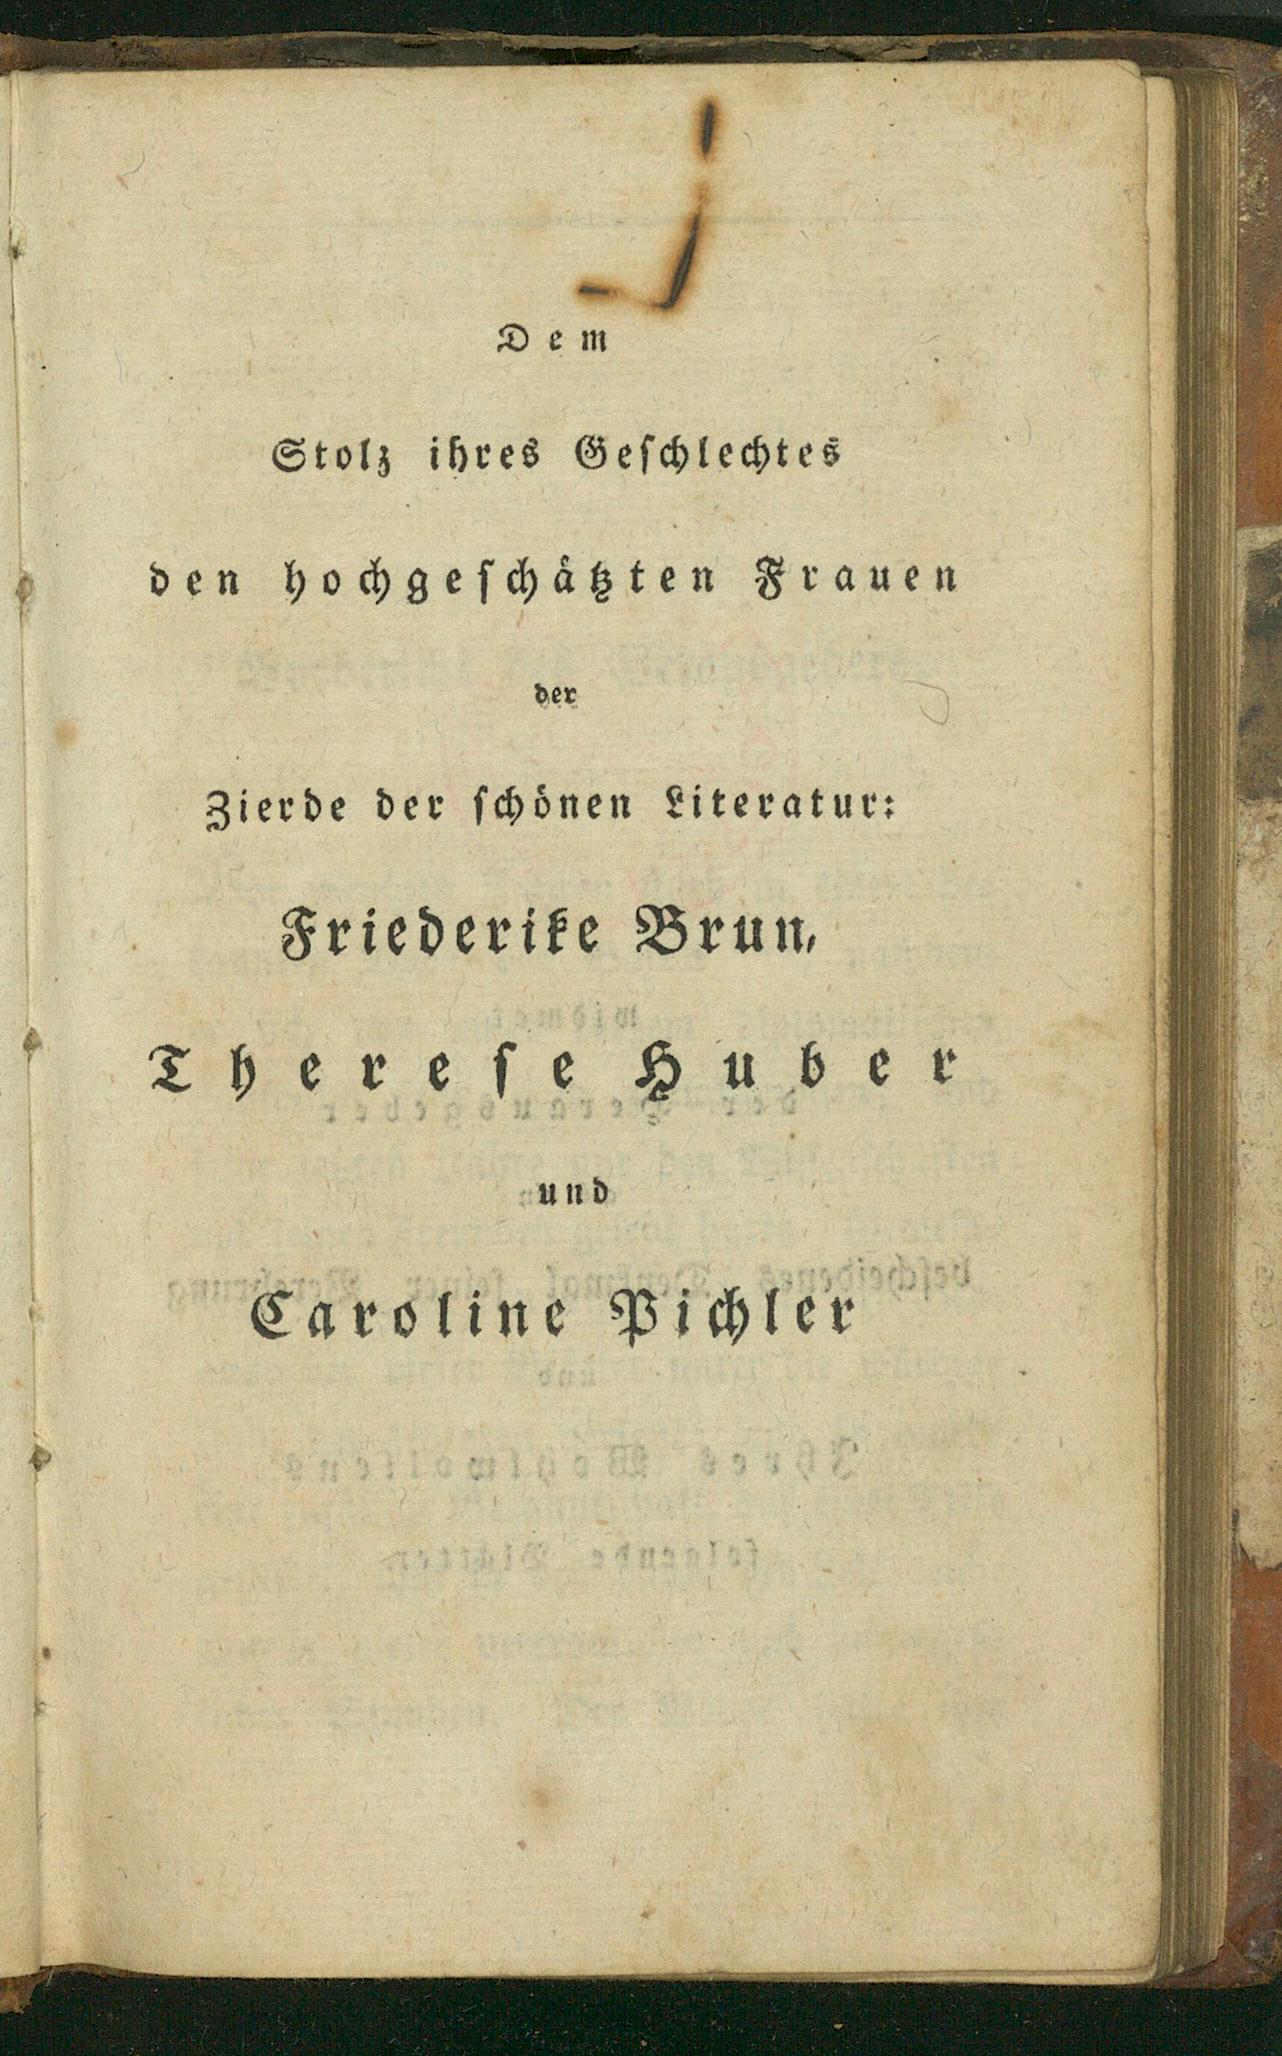 Dem
Stolz ihres Geſchlechtes
den hochgeſchätzten Frauen
der
Zierde der ſchönen Literatur:
Friederike Brun,
Thereſe Huber
und
Caroline Pichler